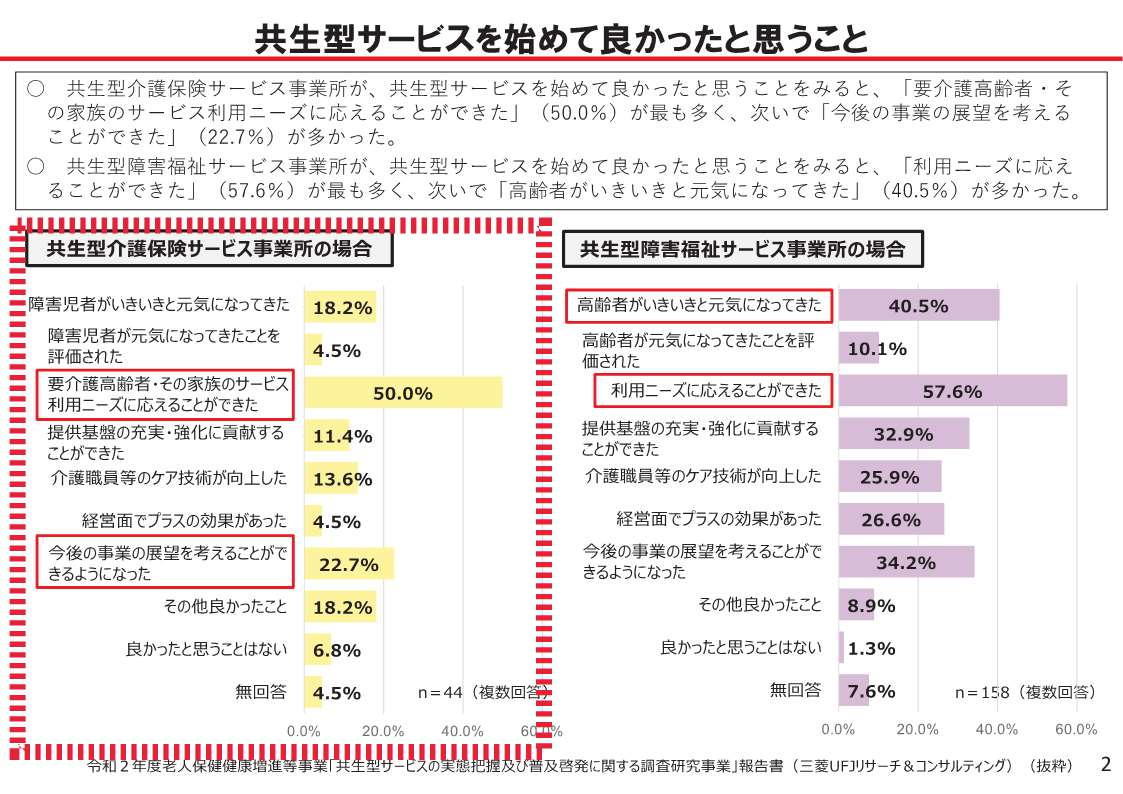 共生型サービスを始めて良かったと思うこと
○　共生型介護保険サービス事業所が、共生型サービスを始めて良かったと思うことをみると、「要介護高齢者・そ
の家族のサービス利用ニーズに応えることができた」（50.0%）が最も多く、次いで「今後の事業の展望を考える
ことができた」（22.7%）が多かった。
○　共生型障害福祉サービス事業所が、共生型サービスを始めて良かったと思うことをみると、「利用ニーズに応え
ることができた」（57.6%）が最も多く、次いで「高齢者がいきいきと元気になってきた」（40.5%）が多かった。
共生型介護保険サービス事業所の場合
障害児者がいきいきと元気になってきた 18.2%
障害児者が元気になってきたことを
評価された 4.5%
要介護高齢者・その家族のサービス
利用ニーズに応えることができた 50.0%
提供基盤の充実・強化に貢献する
ことができた 11.4%
介護職員等のケア技術が向上した 13.6%
経営面でプラスの効果があった 4.5%
今後の事業の展望を考えることがで
きるようになった 22.7%
その他良かったこと 18.2%
良かったと思うことはない 6.8%
無回答 4.5%
n＝44（複数回答）
0.0% 20.0% 40.0% 60.0%
共生型障害福祉サービス事業所の場合
高齢者がいきいきと元気になってきた 40.5%
高齢者が元気になってきたことを評
価された 10.1%
利用ニーズに応えることができた 57.6%
提供基盤の充実・強化に貢献する
ことができた 32.9%
介護職員等のケア技術が向上した 25.9%
経営面でプラスの効果があった 26.6%
今後の事業の展望を考えることがで
きるようになった 34.2%
その他良かったこと 8.9%
良かったと思うことはない 1.3%
無回答 7.6%
n＝158（複数回答）
0.0% 20.0% 40.0% 60.0%
令和２年度老人保健健康増進等事業「共生型サービスの実態把握及び普及啓発に関する調査研究事業」報告書（三菱UFJリサーチ＆コンサルティング）（抜粋）
2